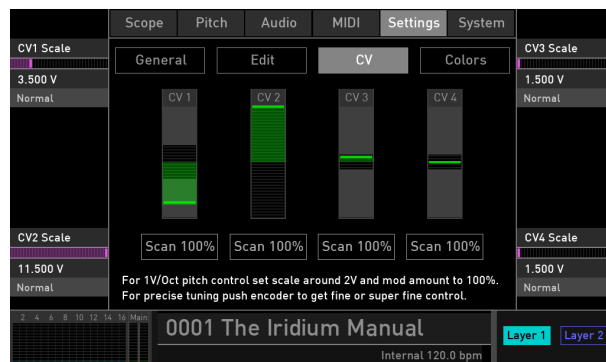 Scope Pitch Audio MIDI Settings System
CV1 Scale
3.500 V
Normal
General Edit CV Colors
CV3 Scale
1.500 V
Normal
CV 1 CV 2 CV 3 CV 4
CV2 Scale
11.500 V
Normal
Scan 100% Scan 100% Scan 100% Scan 100%
CV4 Scale
1.500 V
Normal
For 1V/Oct pitch control set scale around 2V and mod amount to 100%.
For precise tuning push encoder to get fine or super fine control.
2 4 6 8 10 12 14 16 Main
0001 The Iridium Manual
Internal 120.0 bpm
Layer 1 Layer 2